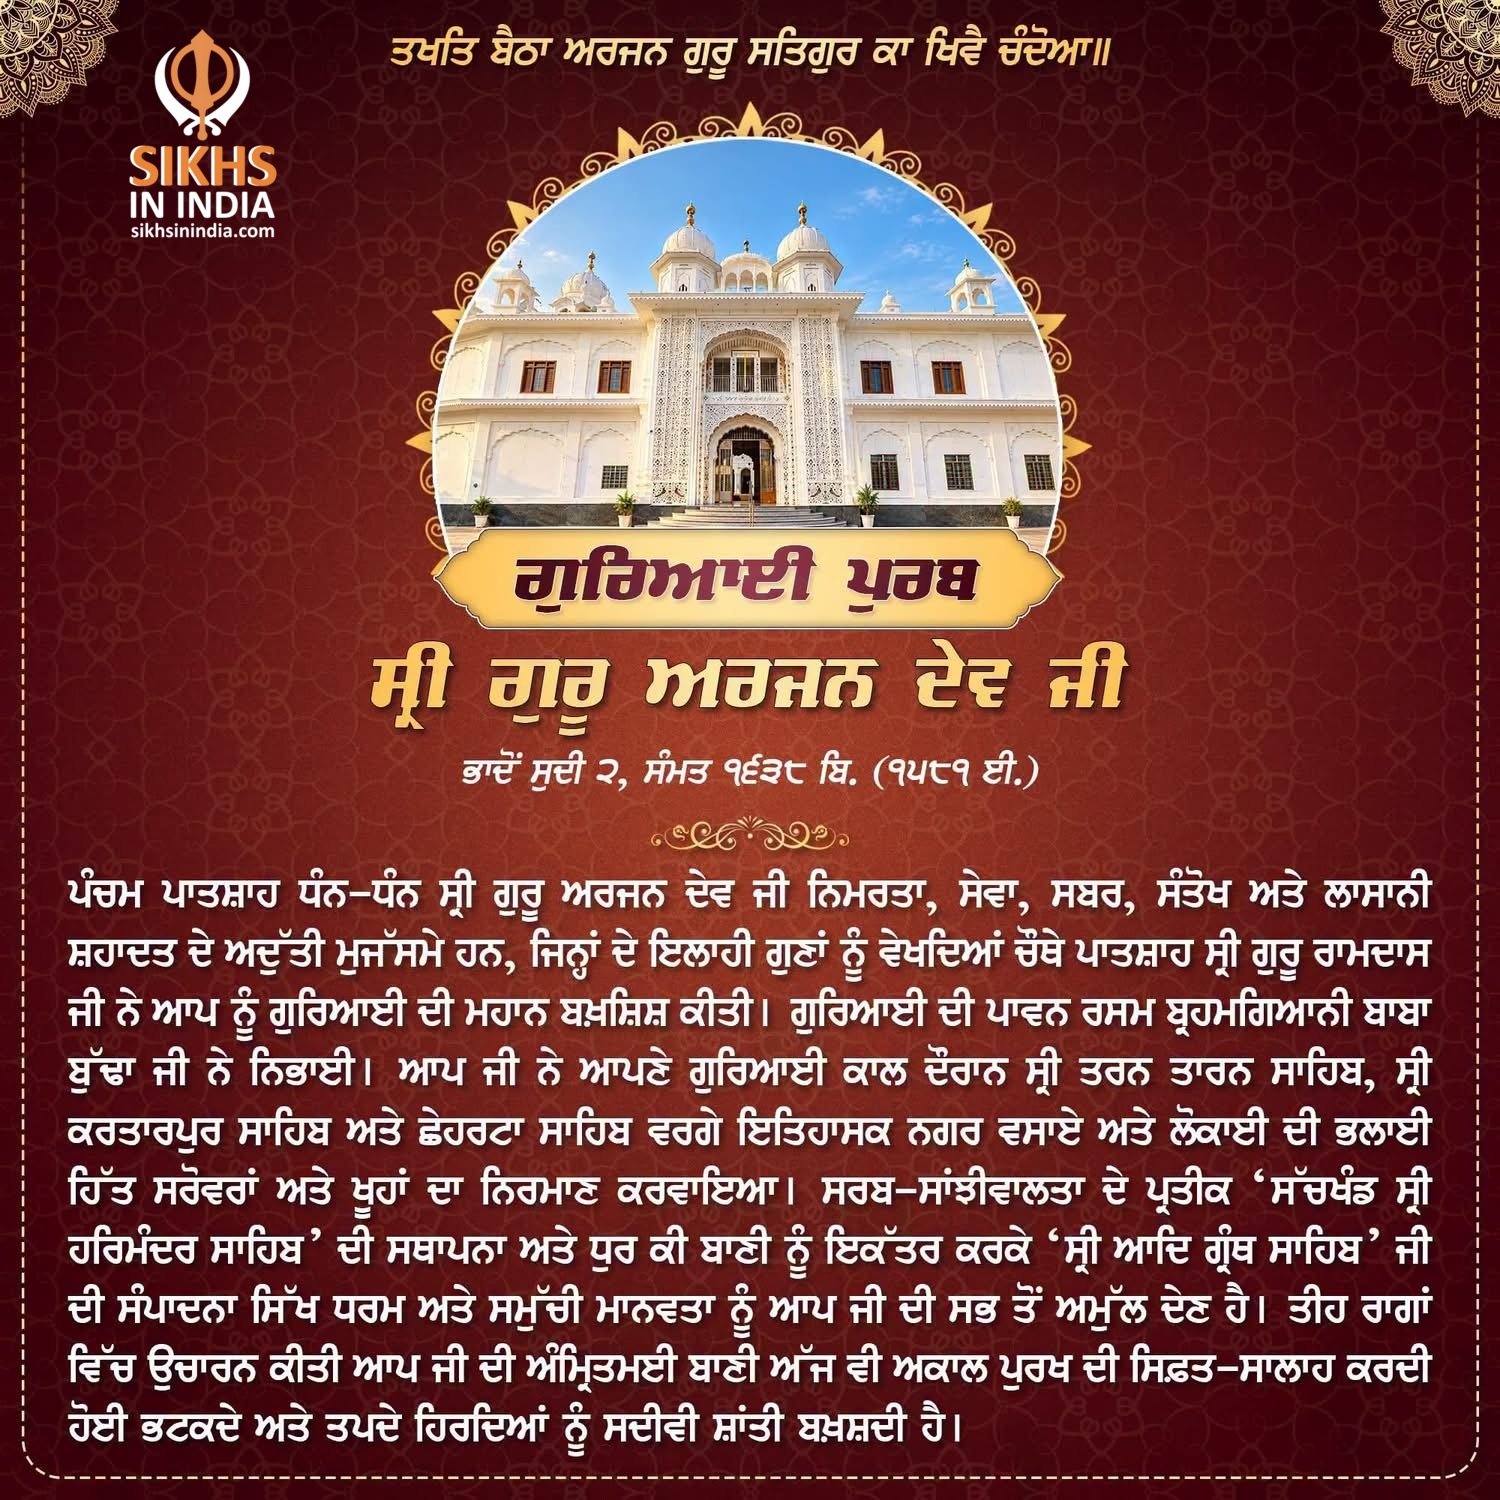 ਤਖਤਿ ਬੈਠਾ ਅਰਜਨ ਗੁਰੂ ਸਤਿਗੁਰ ਕਾ ਖਿਵੈ ਚੰਦੋਆ॥
SIKHS
IN INDIA
sikhsinindia.com
ਗੁਰਿਆਈ ਪੁਰਬ
ਸ੍ਰੀ ਗੁਰੂ ਅਰਜਨ ਦੇਵ ਜੀ
ਭਾਦੋਂ ਸੁਦੀ ੨, ਸੰਮਤ ੧੬੩੮ ਬਿ. (੧੫੮੧ ਈ.)
ਪੰਚਮ ਪਾਤਸ਼ਾਹ ਧੰਨ-ਧੰਨ ਸ੍ਰੀ ਗੁਰੂ ਅਰਜਨ ਦੇਵ ਜੀ ਨਿਮਰਤਾ, ਸੇਵਾ, ਸਬਰ, ਸੰਤੋਖ ਅਤੇ ਲਾਸਾਨੀ
ਸ਼ਹਾਦਤ ਦੇ ਅਦੁੱਤੀ ਮੁਜੱਸਮੇ ਹਨ, ਜਿਨ੍ਹਾਂ ਦੇ ਇਲਾਹੀ ਗੁਣਾਂ ਨੂੰ ਵੇਖਦਿਆਂ ਚੌਥੇ ਪਾਤਸ਼ਾਹ ਸ੍ਰੀ ਗੁਰੂ ਰਾਮਦਾਸ
ਜੀ ਨੇ ਆਪ ਨੂੰ ਗੁਰਿਆਈ ਦੀ ਮਹਾਨ ਬਖ਼ਸ਼ਿਸ਼ ਕੀਤੀ। ਗੁਰਿਆਈ ਦੀ ਪਾਵਨ ਰਸਮ ਬ੍ਰਹਮਗਿਆਨੀ ਬਾਬਾ
ਬੁੱਢਾ ਜੀ ਨੇ ਨਿਭਾਈ। ਆਪ ਜੀ ਨੇ ਆਪਣੇ ਗੁਰਿਆਈ ਕਾਲ ਦੌਰਾਨ ਸ੍ਰੀ ਤਰਨ ਤਾਰਨ ਸਾਹਿਬ, ਸ੍ਰੀ
ਕਰਤਾਰਪੁਰ ਸਾਹਿਬ ਅਤੇ ਛੇਹਰਟਾ ਸਾਹਿਬ ਵਰਗੇ ਇਤਿਹਾਸਕ ਨਗਰ ਵਸਾਏ ਅਤੇ ਲੋਕਾਈ ਦੀ ਭਲਾਈ
ਹਿੱਤ ਸਰੋਵਰਾਂ ਅਤੇ ਖੂਹਾਂ ਦਾ ਨਿਰਮਾਣ ਕਰਵਾਇਆ। ਸਰਬ-ਸਾਂਝੀਵਾਲਤਾ ਦੇ ਪ੍ਰਤੀਕ ‘ਸੱਚਖੰਡ ਸ੍ਰੀ
ਹਰਿਮੰਦਰ ਸਾਹਿਬ’ ਦੀ ਸਥਾਪਨਾ ਅਤੇ ਧੁਰ ਕੀ ਬਾਣੀ ਨੂੰ ਇਕੱਤਰ ਕਰਕੇ ‘ਸ੍ਰੀ ਆਦਿ ਗ੍ਰੰਥ ਸਾਹਿਬ’ ਜੀ
ਦੀ ਸੰਪਾਦਨਾ ਸਿੱਖ ਧਰਮ ਅਤੇ ਸਮੁੱਚੀ ਮਾਨਵਤਾ ਨੂੰ ਆਪ ਜੀ ਦੀ ਸਭ ਤੋਂ ਅਮੁੱਲ ਦੇਣ ਹੈ। ਤੀਹ ਰਾਗਾਂ
ਵਿੱਚ ਉਚਾਰਨ ਕੀਤੀ ਆਪ ਜੀ ਦੀ ਅੰਮ੍ਰਿਤਮਈ ਬਾਣੀ ਅੱਜ ਵੀ ਅਕਾਲ ਪੁਰਖ ਦੀ ਸਿਫ਼ਤ-ਸਾਲਾਹ ਕਰਦੀ
ਹੋਈ ਭਟਕਦੇ ਅਤੇ ਤਪਦੇ ਹਿਰਦਿਆਂ ਨੂੰ ਸਦੀਵੀ ਸ਼ਾਂਤੀ ਬਖ਼ਸ਼ਦੀ ਹੈ।